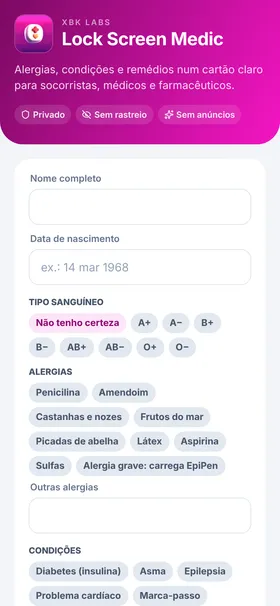 XBK LABS
Lock Screen Medic
Alergias, condições e remédios num cartão claro
para socorristas, médicos e farmacêuticos.
Privado
Sem rastreio
Sem anúncios
Nome completo
Data de nascimento
ex.: 14 mar 1968
TIPO SANGUÍNEO
Não tenho certeza A+ A− B+
B− AB+ AB− O+ O−
ALERGIAS
Penicilina Amendoim
Castanhas e nozes Frutos do mar
Picadas de abelha Látex Aspirina
Sulfas Alergia grave: carrega EpiPen
Outras alergias
CONDIÇÕES
Diabetes (insulina) Asma Epilepsia
Problema cardíaco Marca-passo